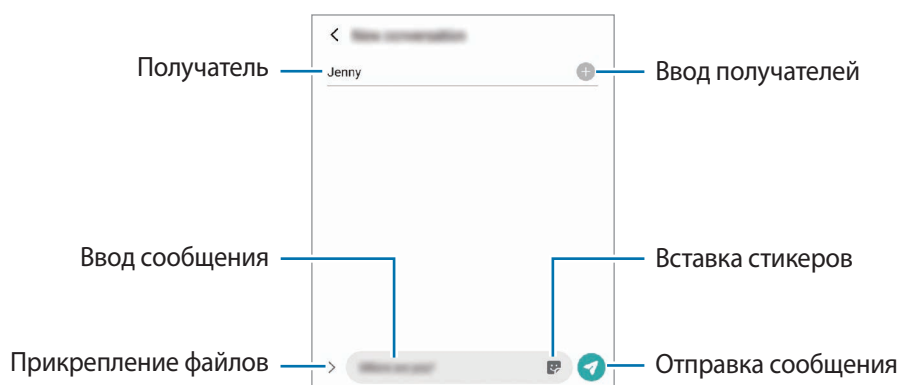 Получатель
Jenny
Ввод получателей
Ввод сообщения
Вставка стикеров
Прикрепление файлов
Отправка сообщения